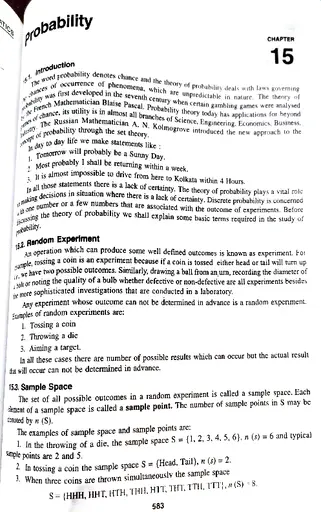 Probability
CHAPTER
15
15.1. Introduction
The word probability denotes chance and the theory of probability deals with laws governing
chances of occurrence of phenomena, which are unpredictable in nature. The theory of
probability was first developed in the seventh century when certain gambling games were analysed
by the French Mathematician Blaise Pascal. Probability theory today has applications far beyond
games of chance, its utility is in almost all branches of Science, Engineering, Economics, Business,
Industry. The Russian Mathematician A. N. Kolmogrove introduced the new approach to the
concept of probability through the set theory.
In day to day life we make statements like :
1. Tomorrow will probably be a Sunny Day.
2. Most probably I shall be returning within a week.
3. It is almost impossible to drive from here to Kolkata within 4 Hours.
In all those statements there is a lack of certainty. The theory of probability plays a vital role
in making decisions in situation where there is a lack of certainty. Discrete probability is concerned
with one number or a few numbers that are associated with the outcome of experiments. Before
discussing the theory of probability we shall explain some basic terms required in the study of
probability.
15.2. Random Experiment
An operation which can produce some well defined outcomes is known as experiment. For
example, tossing a coin is an experiment because if a coin is tossed either head or tail will turn up
i.e., we have two possible outcomes. Similarly, drawing a ball from an urn, recording the diameter of
a bolt or noting the quality of a bulb whether defective or non-defective are all experiments besides
the more sophisticated investigations that are conducted in a laboratory.
Any experiment whose outcome can not be determined in advance is a random experiment.
Examples of random experiments are:
1. Tossing a coin
2. Throwing a die
3. Aiming a target.
In all these cases there are number of possible results which can occur but the actual result
that will occur can not be determined in advance.
15.3. Sample Space
The set of all possible outcomes in a random experiment is called a sample space. Each
element of a sample space is called a sample point. The number of sample points in S may be
denoted by n (S).
The examples of sample space and sample points are:
1. In the throwing of a die, the sample space S = {1, 2, 3, 4, 5, 6}. n (s) = 6 and typical
sample points are 2 and 5.
2. In tossing a coin the sample space S = {Head, Tail}, n (s) = 2.
3. When three coins are thrown simultaneously the sample space
S = {HHH, HHT, HTH, THH, HTT, THT, TTH, TTT}, n (S) = 8.
583